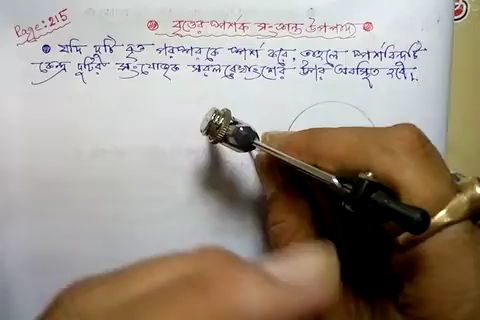 Page: 215
বৃত্তের স্পর্শক সংক্রান্ত উপপাদ্য
যদি দুটি বৃত্ত পরস্পরকে স্পর্শ করে, তাহলে স্পর্শবিন্দুটি
কেন্দ্র দুটির সংযোজক সরলরেখাংশের উপর অবস্থিত হবে।